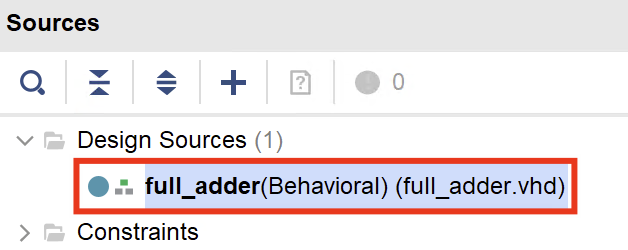 Sources
0
Design Sources (1)
full_adder(Behavioral) (full_adder.vhd)
Constraints